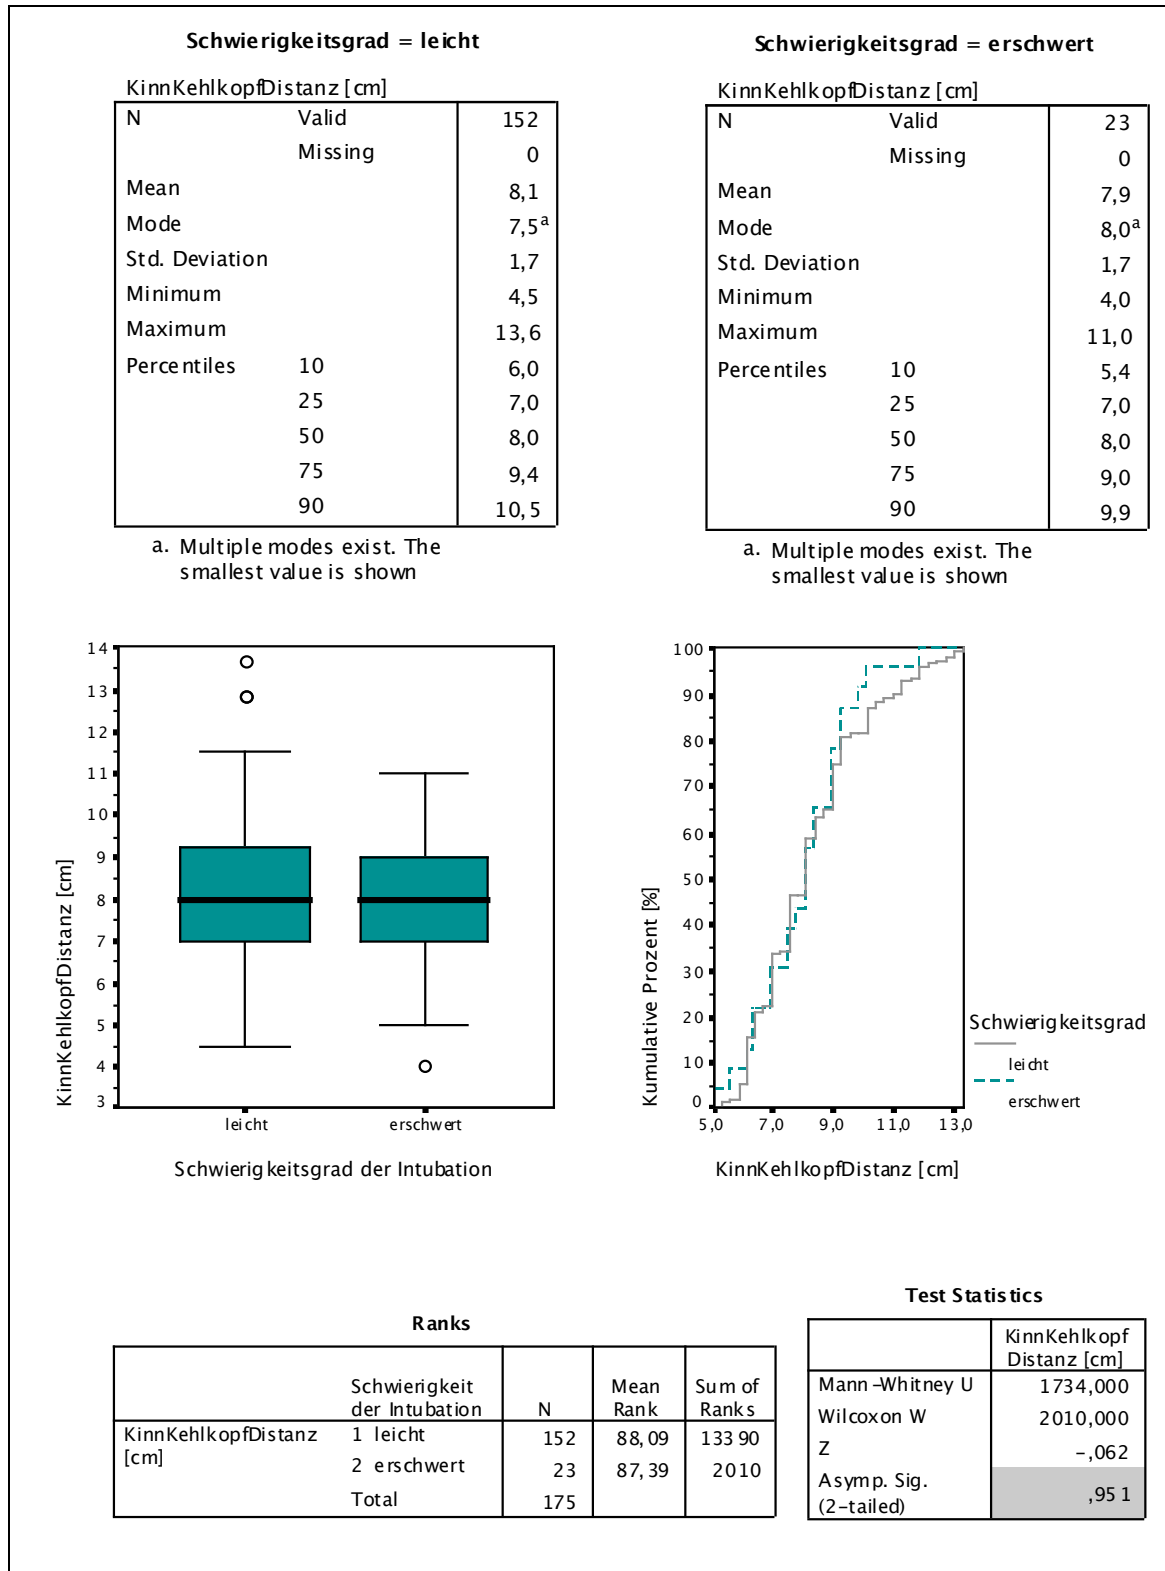 Schwierigkeitsgrad = leicht
KinnKehlkopfDistanz [cm]
N Valid 152
Missing 0
Mean 8,1
Mode 7,5a
Std. Deviation 1,7
Minimum 4,5
Maximum 13,6
Percentiles 10 6,0
25 7,0
50 8,0
75 9,4
90 10,5
a. Multiple modes exist. The
smallest value is shown
Schwierigkeitsgrad = erschwert
KinnKehlkopfDistanz [cm]
N Valid 23
Missing 0
Mean 7,9
Mode 8,0a
Std. Deviation 1,7
Minimum 4,0
Maximum 11,0
Percentiles 10 5,4
25 7,0
50 8,0
75 9,0
90 9,9
a. Multiple modes exist. The
smallest value is shown
KinnKehlkopfDistanz [cm]
14
13
12
11
10
9
8
7
6
5
4
3
leicht erschwert
Schwierigkeitsgrad der Intubation
Kumulative Prozent [%]
100
90
80
70
60
50
40
30
20
10
0
5,0 7,0 9,0 11,0 13,0
KinnKehlkopfDistanz [cm]
Schwierigkeitsgrad
leicht
erschwert
Ranks
Schwierigkeit
der Intubation N Mean
Rank Sum of
Ranks
KinnKehlkopfDistanz
[cm] 1 leicht 152 88,09 13390
2 erschwert 23 87,39 2010
Total 175
Test Statistics
KinnKehlkopf
Distanz [cm]
Mann-Whitney U 1734,000
Wilcoxon W 2010,000
Z -,062
Asymp. Sig.
(2-tailed) ,951